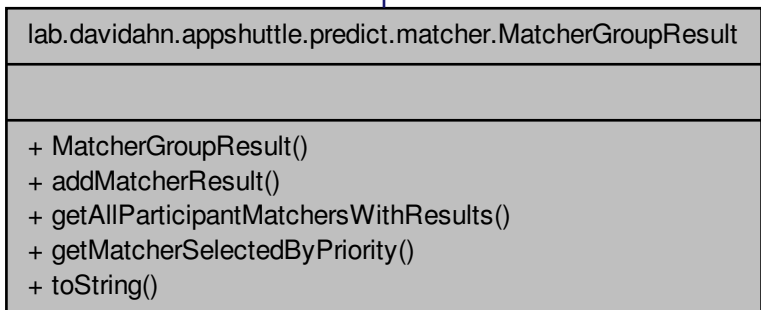 lab.davidahn.appshuttle.predict.matcher.MatcherGroupResult
+ MatcherGroupResult()
+ addMatcherResult()
+ getAllParticipantMatchersWithResults()
+ getMatcherSelectedByPriority()
+ toString()